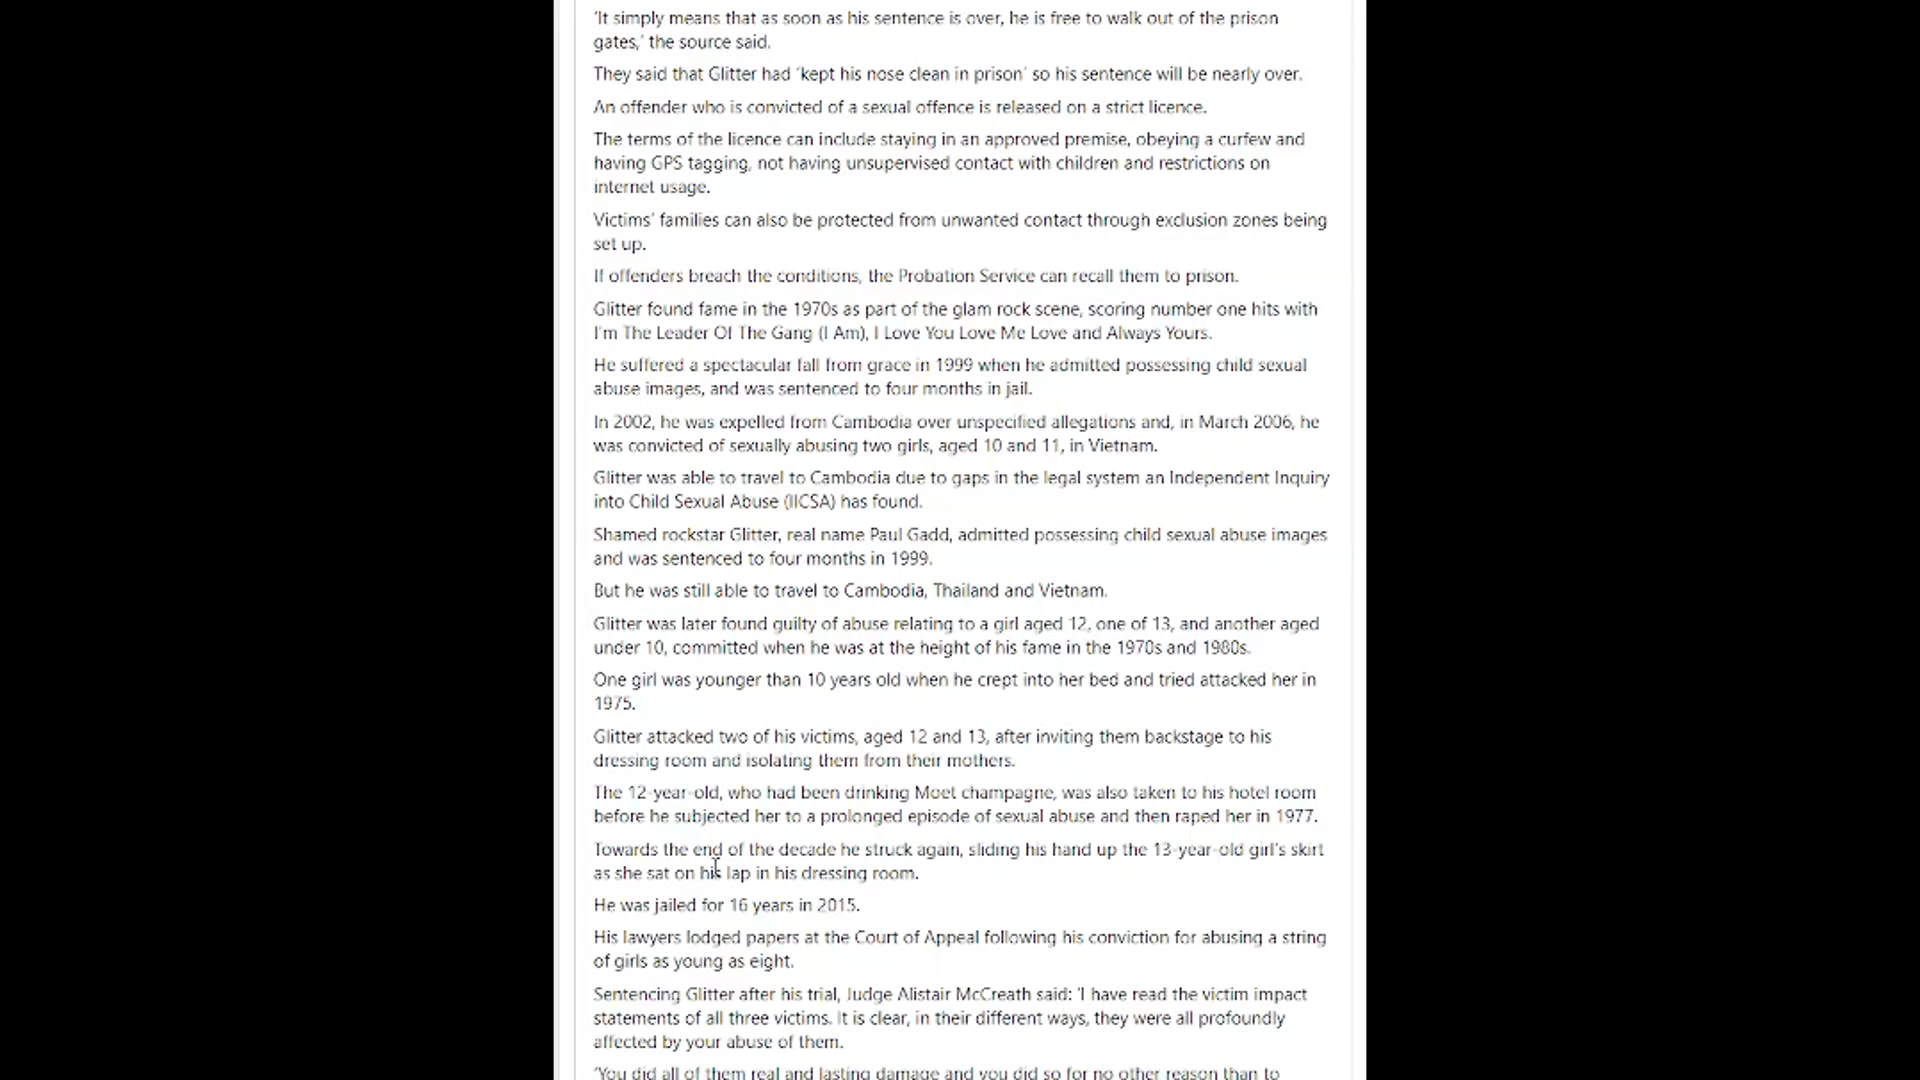 'It simply means that as soon as his sentence is over, he is free to walk out of the prison
gates,' the source said.
They said that Glitter had 'kept his nose clean in prison' so his sentence will be nearly over.
An offender who is convicted of a sexual offence is released on a strict licence.
The terms of the licence can include staying in an approved premise, obeying a curfew and
having GPS tagging, not having unsupervised contact with children and restrictions on
internet usage.
Victims' families can also be protected from unwanted contact through exclusion zones being
set up.
If offenders breach the conditions, the Probation Service can recall them to prison.
Glitter found fame in the 1970s as part of the glam rock scene, scoring number one hits with
I'm The Leader Of The Gang (I Am), I Love You Love Me Love and Always Yours.
He suffered a spectacular fall from grace in 1999 when he admitted possessing child sexual
abuse images, and was sentenced to four months in jail.
In 2002, he was expelled from Cambodia over unspecified allegations and, in March 2006, he
was convicted of sexually abusing two girls, aged 10 and 11, in Vietnam.
Glitter was able to travel to Cambodia due to gaps in the legal system an Independent Inquiry
into Child Sexual Abuse (IICSA) has found.
Shamed rockstar Glitter, real name Paul Gadd, admitted possessing child sexual abuse images
and was sentenced to four months in 1999.
But he was still able to travel to Cambodia, Thailand and Vietnam.
Glitter was later found guilty of abuse relating to a girl aged 12, one of 13, and another aged
under 10, committed when he was at the height of his fame in the 1970s and 1980s.
One girl was younger than 10 years old when he crept into her bed and tried attacked her in
1975.
Glitter attacked two of his victims, aged 12 and 13, after inviting them backstage to his
dressing room and isolating them from their mothers.
The 12-year-old, who had been drinking Moet champagne, was also taken to his hotel room
before he subjected her to a prolonged episode of sexual abuse and then raped her in 1977.
Towards the end of the decade he struck again, sliding his hand up the 13-year-old girl's skirt
as she sat on his lap in his dressing room.
He was jailed for 16 years in 2015.
His lawyers lodged papers at the Court of Appeal following his conviction for abusing a string
of girls as young as eight.
Sentencing Glitter after his trial, Judge Alistair McCreath said: 'I have read the victim impact
statements of all three victims. It is clear, in their different ways, they were all profoundly
affected by your abuse of them.
'You did all of them real and lasting damage and you did so for no other reason than to